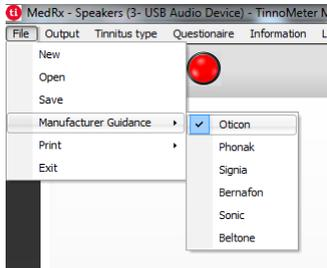 ti MedRx - Speakers (3- USB Audio Device) - TinnoMeter M
File Output Tinnitus type Questionaire Information L
New
Open
Save
Manufacturer Guidance
Print
Exit
Oticon
Phonak
Signia
Bernafon
Sonic
Beltone